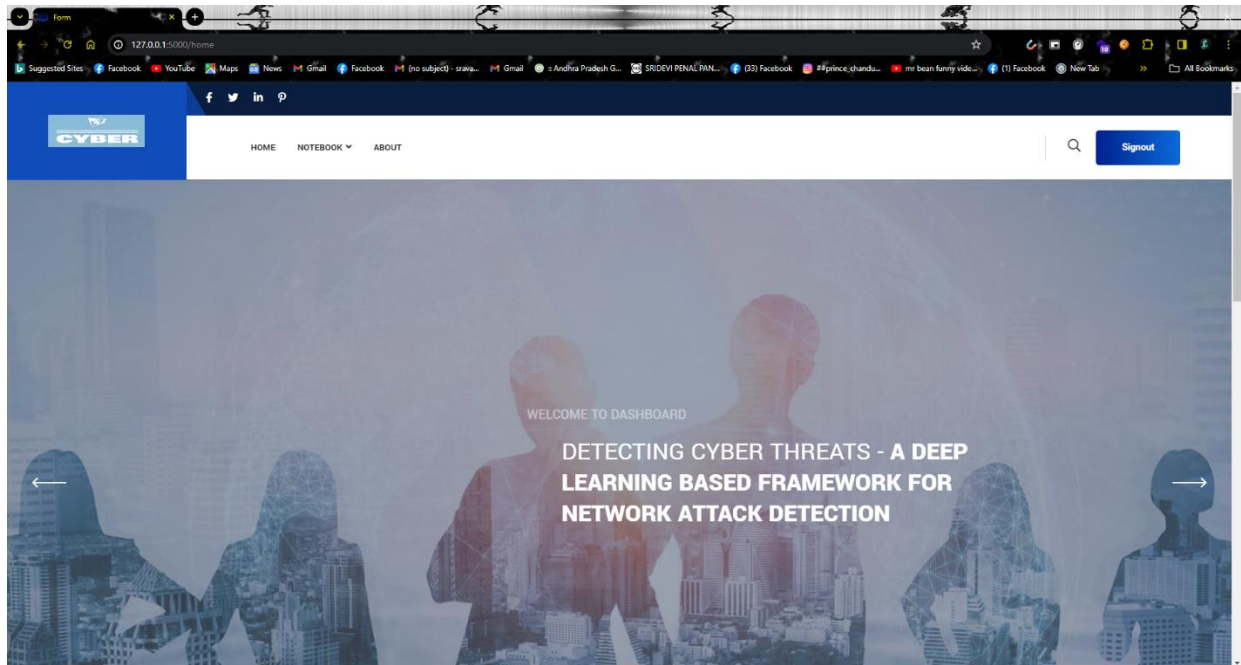 Form
127.0.0.1:5000/home
10
Suggested Sites Facebook YouTube Maps News Gmail Facebook (no subject) - srava... Gmail :: Andhra Pradesh G... SRIDEVI PENAL PAN... (33) Facebook ##prince_chandu... mr bean funny vide... (1) Facebook New Tab » All Bookmarks
CYBER
HOME NOTEBOOK ABOUT Signout
WELCOME TO DASHBOARD
DETECTING CYBER THREATS - A DEEP
LEARNING BASED FRAMEWORK FOR
NETWORK ATTACK DETECTION